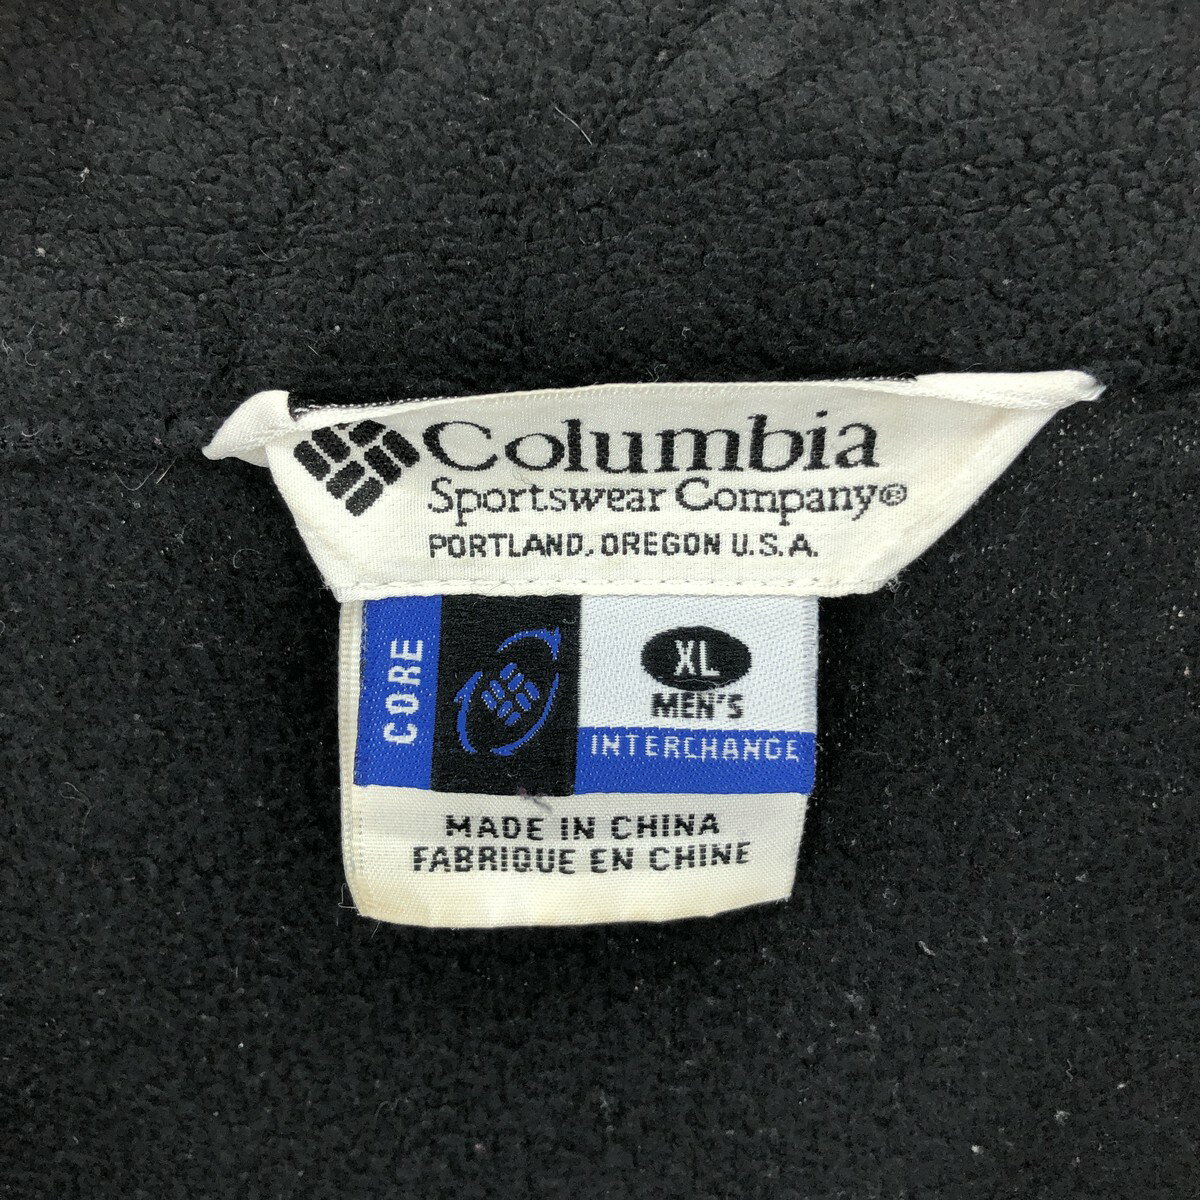 Columbia
Sportswear Company®
PORTLAND, OREGON U.S.A.
CORE
XL
MEN'S
INTERCHANGE
MADE IN CHINA
FABRIQUE EN CHINE